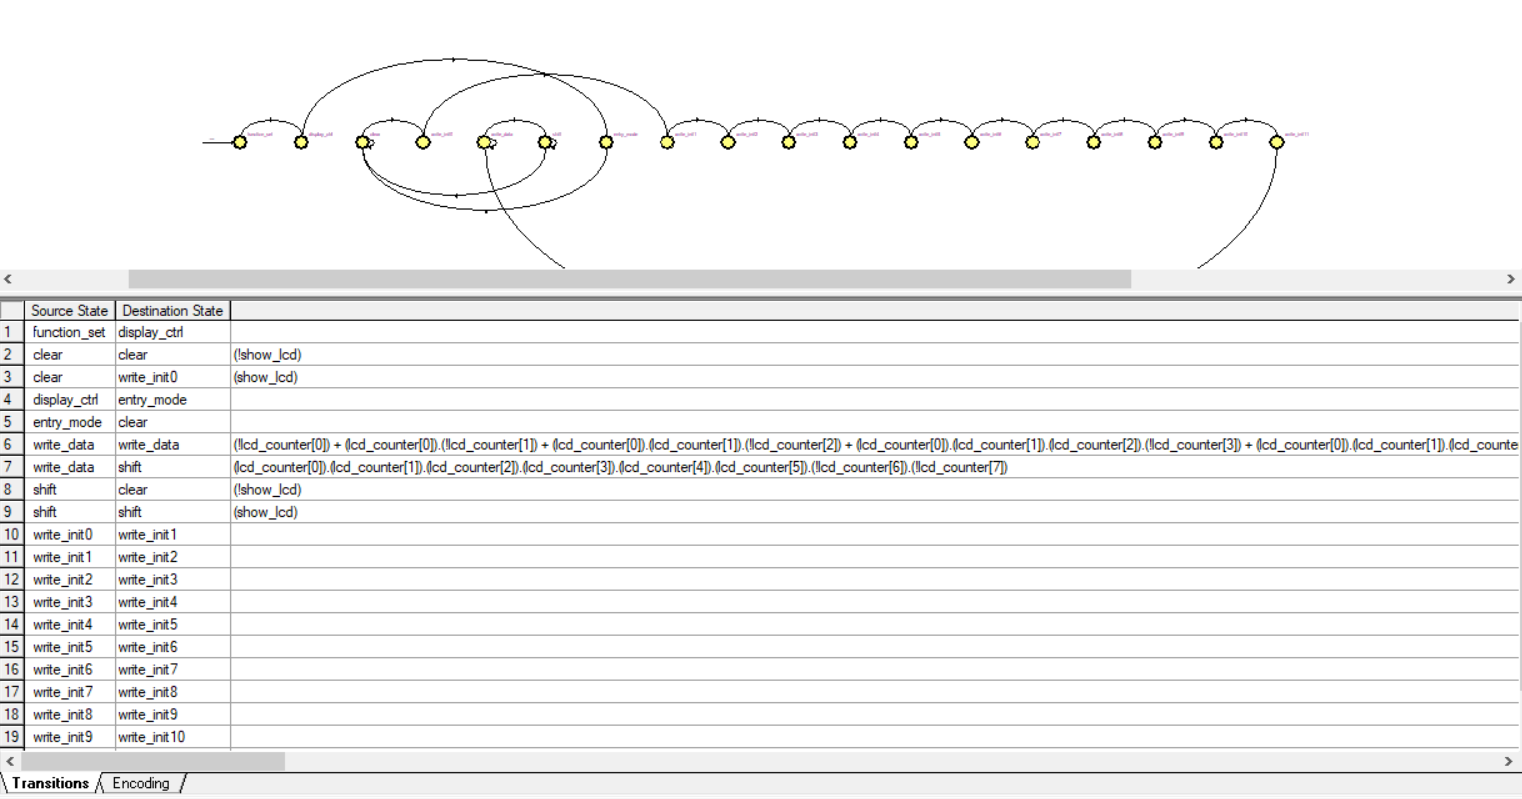 function_set display_ctrl clear write_init0 write_data shift entry_mode write_init1 write_init2 write_init3 write_init4 write_init5 write_init6 write_init7 write_init8 write_init9 write_init10 write_init11
Source State Destination State
1 function_set display_ctrl
2 clear clear (!show_lcd)
3 clear write_init0 (show_lcd)
4 display_ctrl entry_mode
5 entry_mode clear
6 write_data write_data (!lcd_counter[0]) + (lcd_counter[0]).(!lcd_counter[1]) + (lcd_counter[0]).(lcd_counter[1]).(!lcd_counter[2]) + (lcd_counter[0]).(lcd_counter[1]).(lcd_counter[2]).(!lcd_counter[3]) + (lcd_counter[0]).(lcd_counter[1]).(lcd_counte
7 write_data shift (lcd_counter[0]).(lcd_counter[1]).(lcd_counter[2]).(lcd_counter[3]).(lcd_counter[4]).(lcd_counter[5]).(!lcd_counter[6]).(!lcd_counter[7])
8 shift clear (!show_lcd)
9 shift shift (show_lcd)
10 write_init0 write_init1
11 write_init1 write_init2
12 write_init2 write_init3
13 write_init3 write_init4
14 write_init4 write_init5
15 write_init5 write_init6
16 write_init6 write_init7
17 write_init7 write_init8
18 write_init8 write_init9
19 write_init9 write_init10
Transitions Encoding